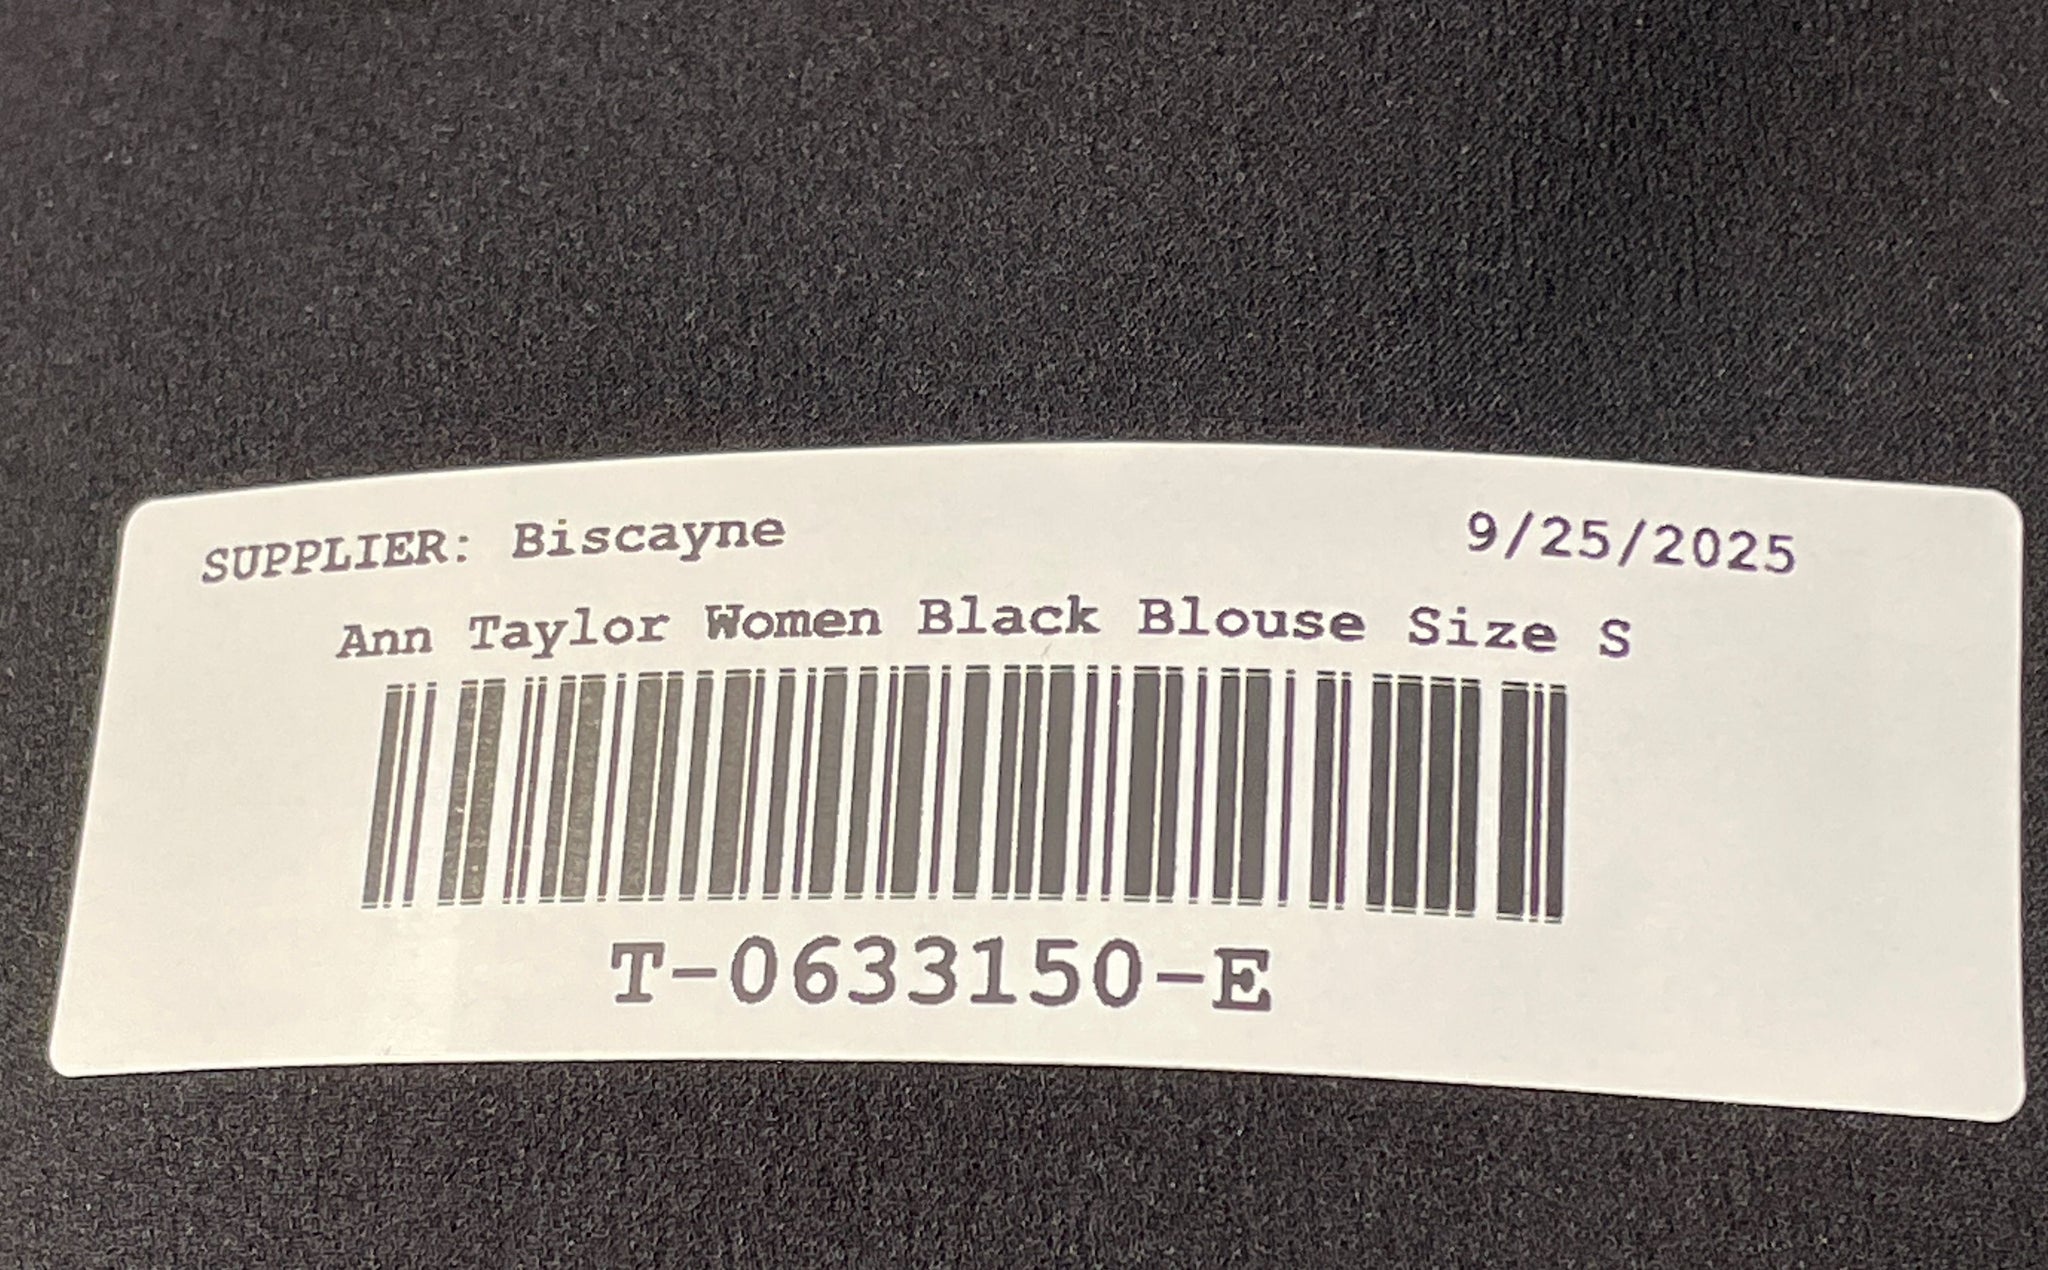 SUPPLIER: Biscayne 9/25/2025
Ann Taylor Women Black Blouse Size S
T-0633150-E